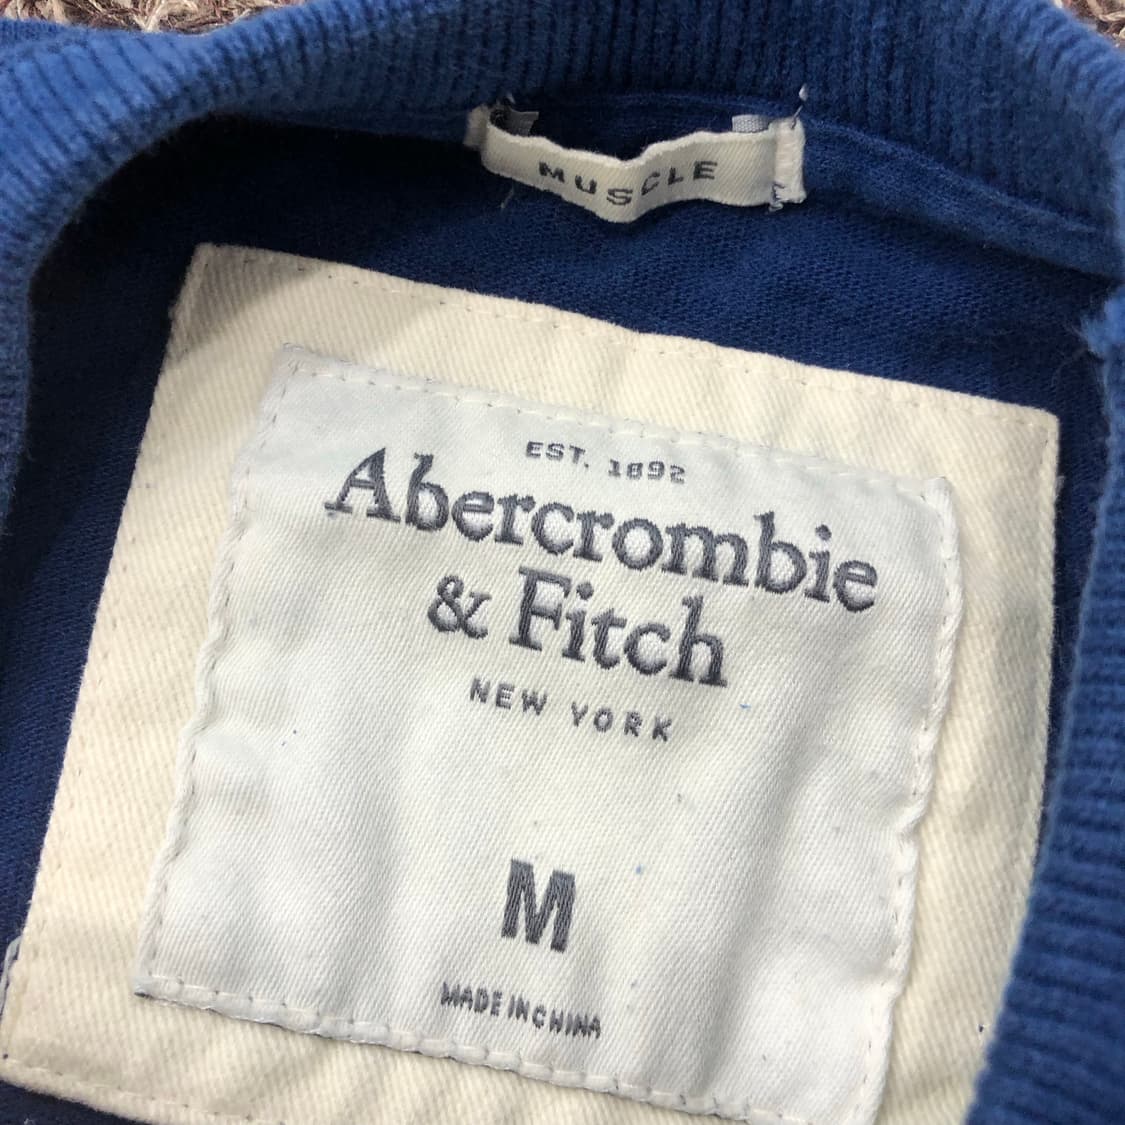 MUSCLE
EST. 1892
Abercrombie
& Fitch
NEW YORK
M
MADE IN CHINA